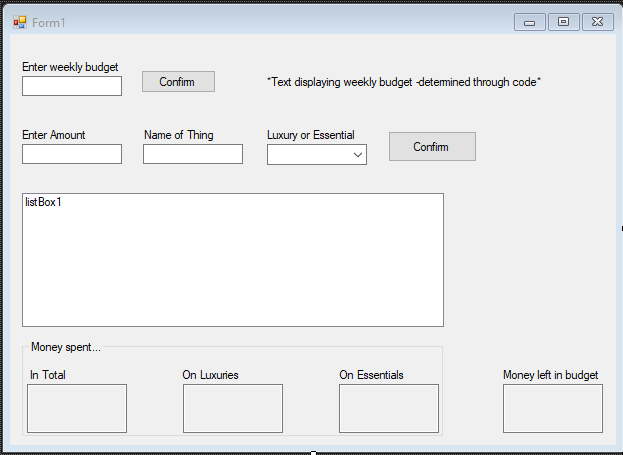 Form1
Enter weekly budget
Confirm
*Text displaying weekly budget -determined through code*
Enter Amount
Name of Thing
Luxury or Essential
Confirm
listBox1
Money spent...
In Total
On Luxuries
On Essentials
Money left in budget